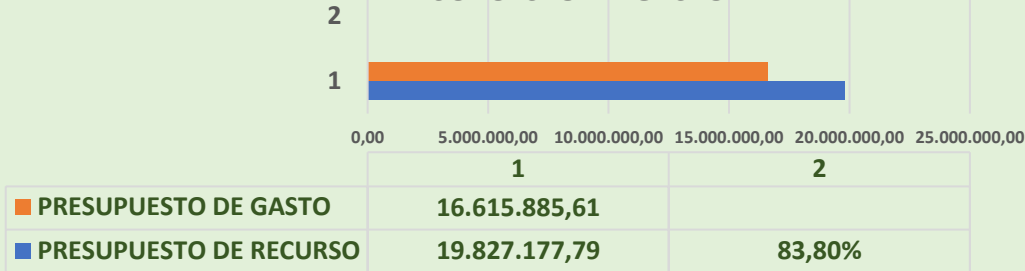 2
1
0,00 5.000.000,00 10.000.000,00 15.000.000,00 20.000.000,00 25.000.000,00
1 2
PRESUPUESTO DE GASTO 16.615.885,61
PRESUPUESTO DE RECURSO 19.827.177,79 83,80%